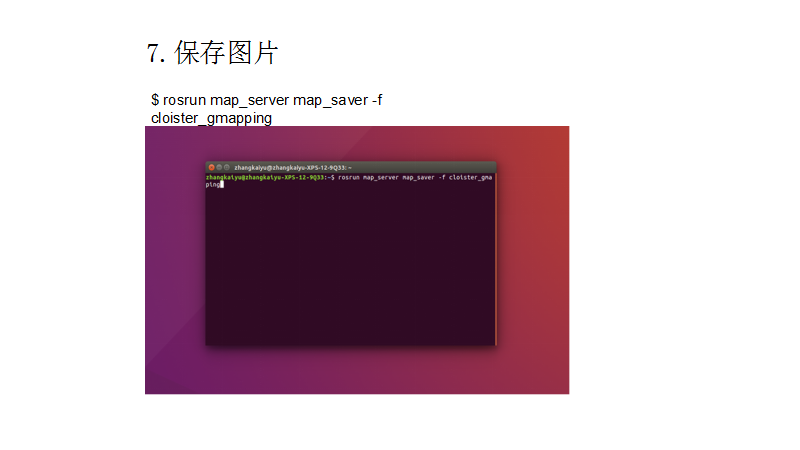 7. 保存图片
$ rosrun map_server map_saver -f
cloister_gmapping
zhangkaiyu@zhangkaiyu-XPS-12-9Q33: ~
zhangkaiyu@zhangkaiyu-XPS-12-9Q33:~$ rosrun map_server map_saver -f cloister_gma
ping